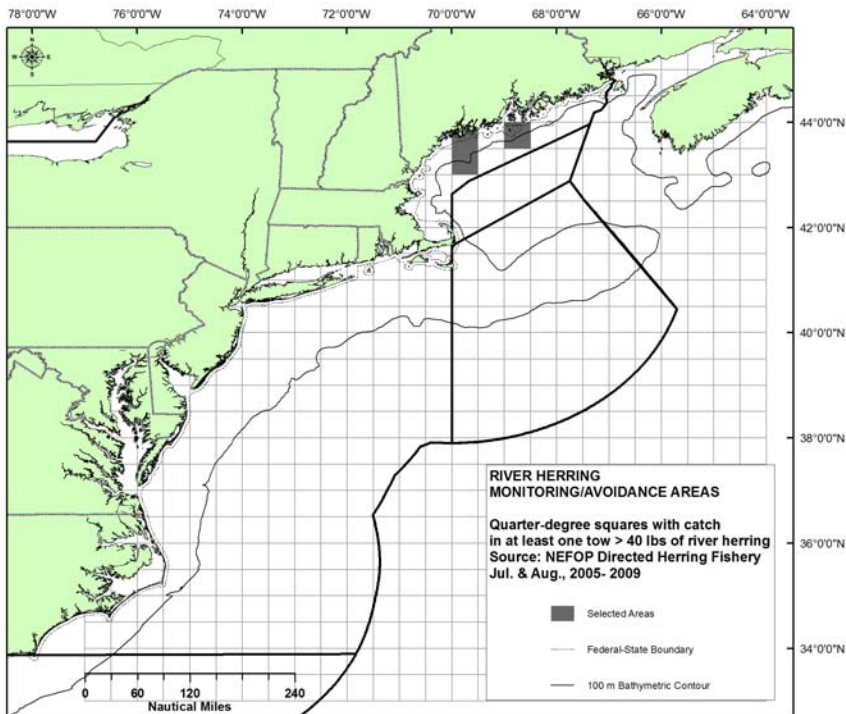 78°0'0"W 76°0'0"W 74°0'0"W 72°0'0"W 70°0'0"W 68°0'0"W 66°0'0"W 64°0'0"W
N
W E
S
44°0'0"N
42°0'0"N
40°0'0"N
38°0'0"N
36°0'0"N
34°0'0"N
RIVER HERRING
MONITORING/AVOIDANCE AREAS
Quarter-degree squares with catch
in at least one tow > 40 lbs of river herring
Source: NEFOP Directed Herring Fishery
Jul. & Aug., 2005- 2009
Selected Areas
Federal-State Boundary
100 m Bathymetric Contour
0 60 120 240
Nautical Miles